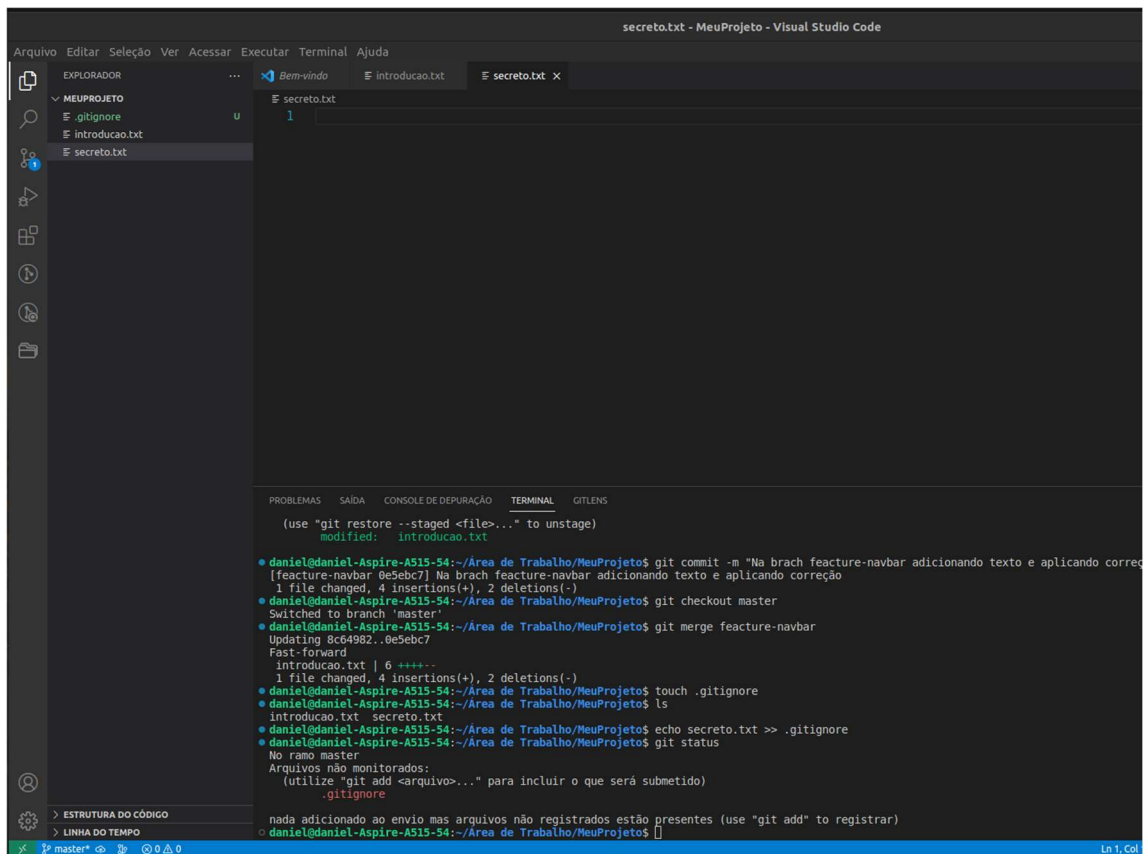 secreto.txt - MeuProjeto - Visual Studio Code
Arquivo Editar Seleção Ver Acessar Executar Terminal Ajuda
EXPLORADOR ...
MEUPROJETO
.gitignore U
introducao.txt
secreto.txt
1
Bem-vindo introducao.txt secreto.txt
secreto.txt
1
PROBLEMAS SAÍDA CONSOLE DE DEPURAÇÃO TERMINAL GITLENS
(use "git restore --staged <file>..." to unstage)
modified: introducao.txt
daniel@daniel-Aspire-A515-54:~/Área de Trabalho/MeuProjeto$ git commit -m "Na brach feacture-navbar adicionando texto e aplicando correç
[feacture-navbar 0e5ebc7] Na brach feacture-navbar adicionando texto e aplicando correção
1 file changed, 4 insertions(+), 2 deletions(-)
daniel@daniel-Aspire-A515-54:~/Área de Trabalho/MeuProjeto$ git checkout master
Switched to branch 'master'
daniel@daniel-Aspire-A515-54:~/Área de Trabalho/MeuProjeto$ git merge feacture-navbar
Updating 8c64982..0e5ebc7
Fast-forward
introducao.txt | 6 ++++--
1 file changed, 4 insertions(+), 2 deletions(-)
daniel@daniel-Aspire-A515-54:~/Área de Trabalho/MeuProjeto$ touch .gitignore
daniel@daniel-Aspire-A515-54:~/Área de Trabalho/MeuProjeto$ ls
introducao.txt secreto.txt
daniel@daniel-Aspire-A515-54:~/Área de Trabalho/MeuProjeto$ echo secreto.txt >> .gitignore
daniel@daniel-Aspire-A515-54:~/Área de Trabalho/MeuProjeto$ git status
No ramo master
Arquivos não monitorados:
(utilize "git add <arquivo>..." para incluir o que será submetido)
.gitignore
nada adicionado ao envio mas arquivos não registrados estão presentes (use "git add" to registrar)
daniel@daniel-Aspire-A515-54:~/Área de Trabalho/MeuProjeto$
ESTRUTURA DO CÓDIGO
LINHA DO TEMPO
master* 0 0 Ln 1, Col